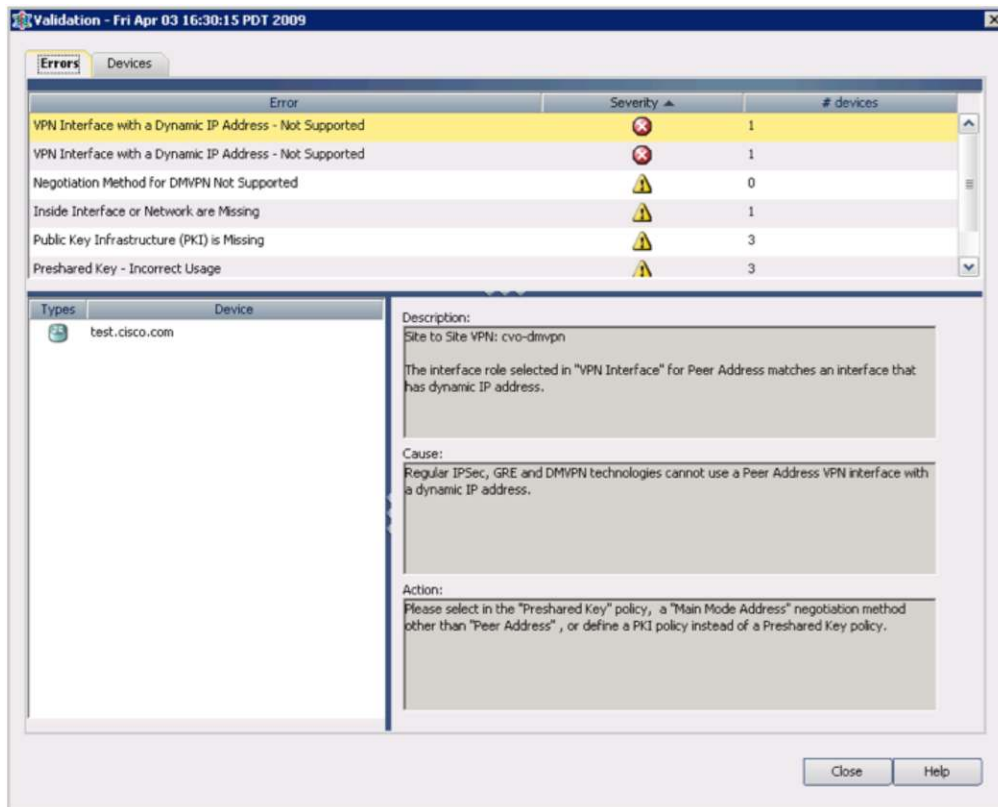 Validation - Fri Apr 03 16:30:15 PDT 2009
Errors Devices
Error Severity # devices
VPN Interface with a Dynamic IP Address - Not Supported 1
VPN Interface with a Dynamic IP Address - Not Supported 1
Negotiation Method for DMVPN Not Supported 0
Inside Interface or Network are Missing 1
Public Key Infrastructure (PKI) is Missing 3
Preshared Key - Incorrect Usage 3
Types Device
test.cisco.com
Description:
Site to Site VPN: cvo-dmvpn
The interface role selected in "VPN Interface" for Peer Address matches an interface that
has dynamic IP address.
Cause:
Regular IPSec, GRE and DMVPN technologies cannot use a Peer Address VPN interface with
a dynamic IP address.
Action:
Please select in the "Preshared Key" policy, a "Main Mode Address" negotiation method
other than "Peer Address" , or define a PKI policy instead of a Preshared Key policy.
Close Help